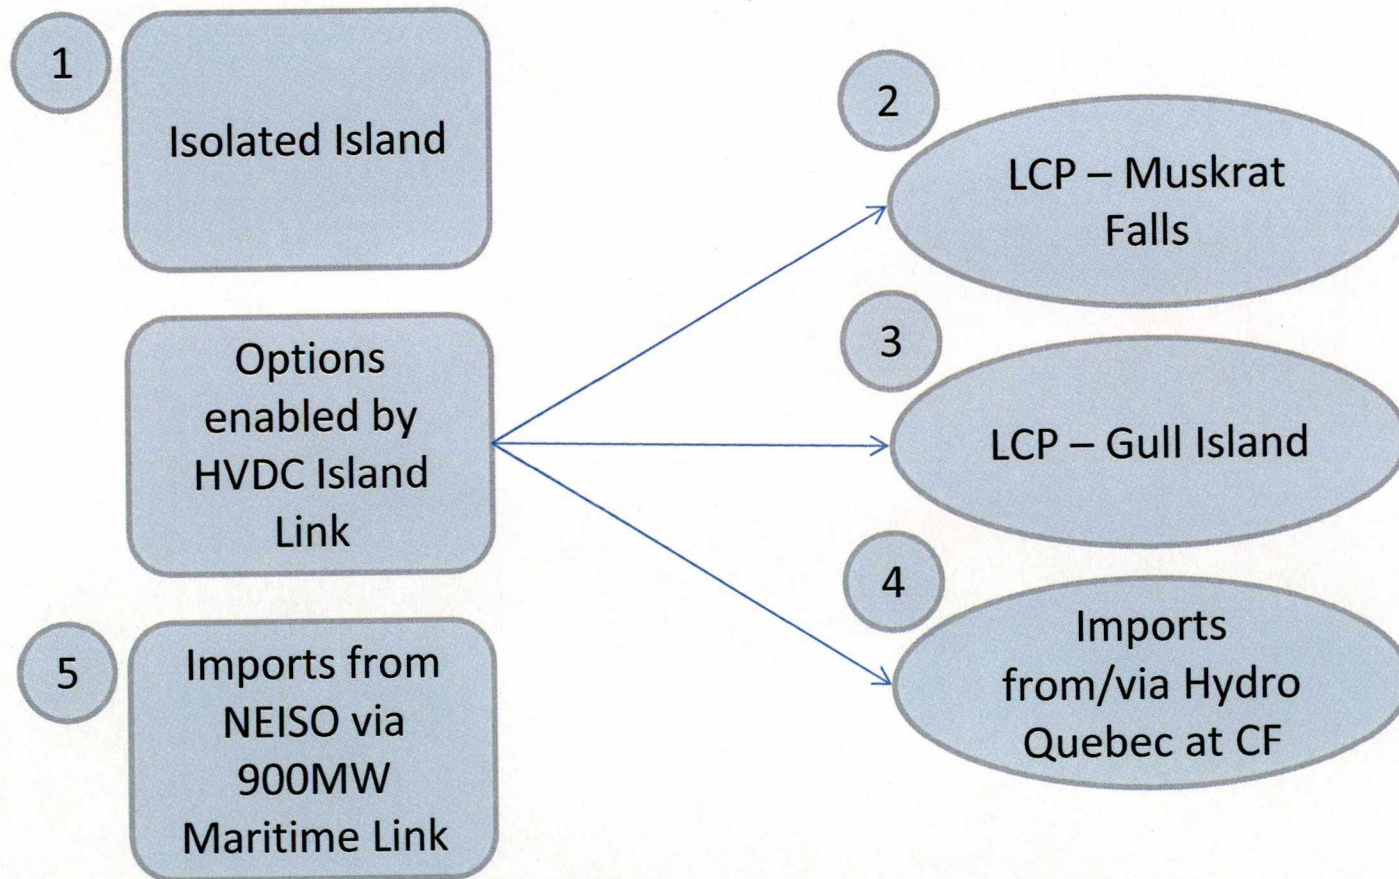 1
Isolated Island
Options
enabled by
HVDC Island
Link
5
Imports from
NEISO via
900MW
Maritime Link
2
LCP – Muskrat
Falls
3
LCP – Gull Island
4
Imports
from/via Hydro
Quebec at CF